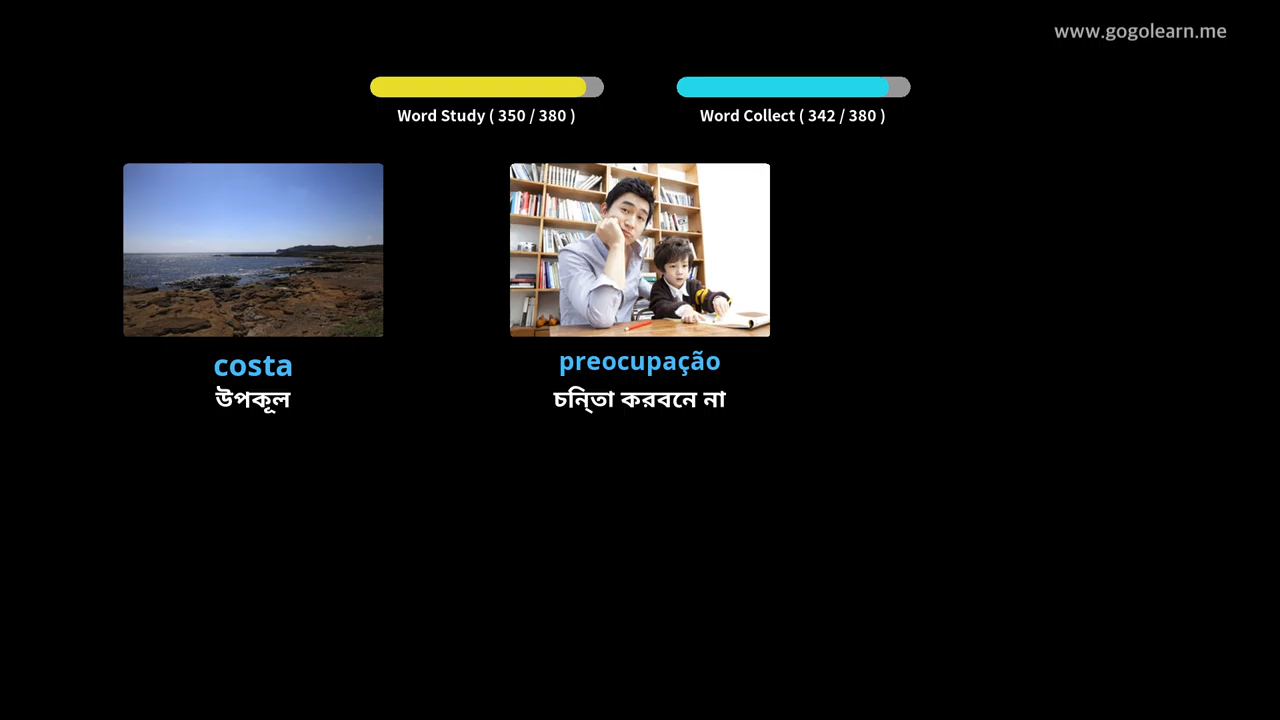 www.gogolearn.me
Word Study ( 350 / 380 )
Word Collect ( 342 / 380 )
costa
উপকূল
preocupação
চিন্তা করবেন না